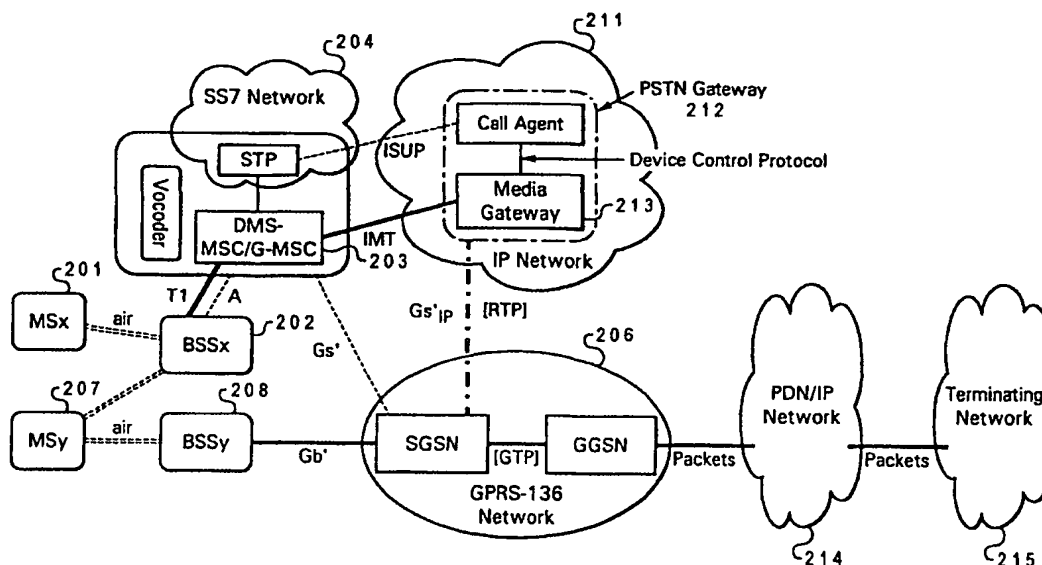 204
211
SS7 Network
PSTN Gateway
212
Call Agent
STP
ISUP
Device Control Protocol
Vocoder
Media
Gateway
213
DMS-
MSC/G-MSC
IMT
203
IP Network
201
T1
A
MSx
air
202
BSSx
Gs'
Gs'IP
[RTP]
206
207
208
MSy
air
BSSy
Gb'
SGSN
[GTP]
GGSN
Packets
GPRS-136
Network
PDN/IP
Network
Packets
Terminating
Network
214
215